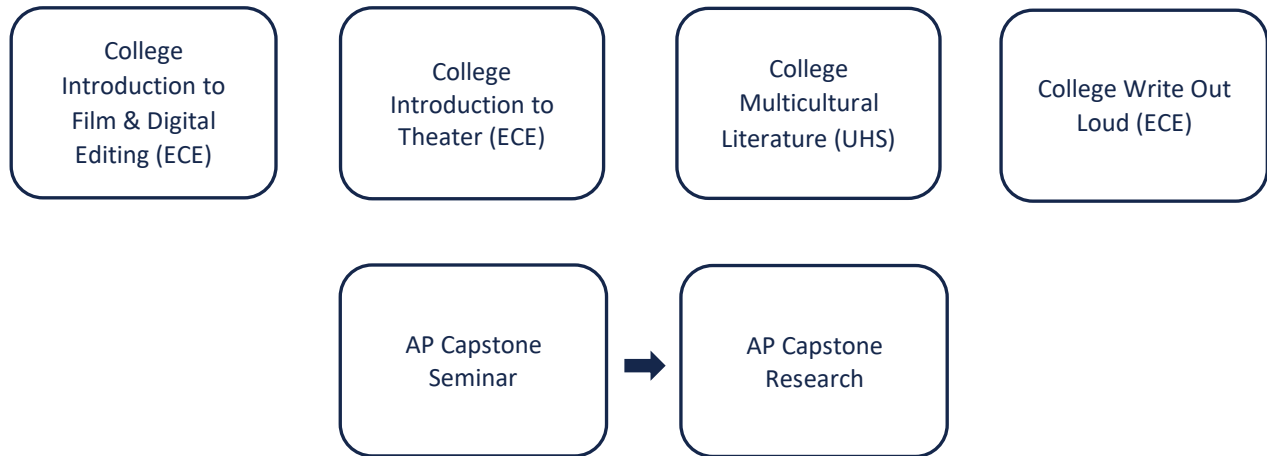 College
Introduction to
Film & Digital
Editing (ECE)
College
Introduction to
Theater (ECE)
College
Multicultural
Literature (UHS)
College Write Out
Loud (ECE)
AP Capstone
Seminar
AP Capstone
Research